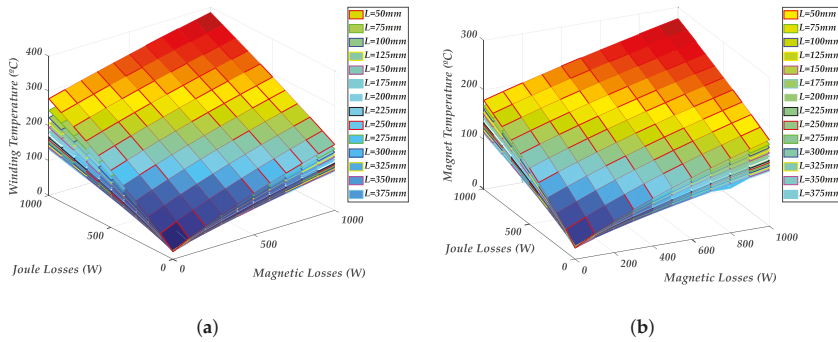 Winding Temperature (ºC)
400
300
200
100
0
1000
500
0
Joule Losses (W)
0
500
1000
Magnetic Losses (W)
L=50mm
L=75mm
L=100mm
L=125mm
L=150mm
L=175mm
L=200mm
L=225mm
L=250mm
L=275mm
L=300mm
L=325mm
L=350mm
L=375mm
(a)
Magnet Temperature (ºC)
300
200
100
0
1000
500
0
Joule Losses (W)
0
200
400
600
800
1000
Magnetic Losses (W)
L=50mm
L=75mm
L=100mm
L=125mm
L=150mm
L=175mm
L=200mm
L=225mm
L=250mm
L=275mm
L=300mm
L=325mm
L=350mm
L=375mm
(b)